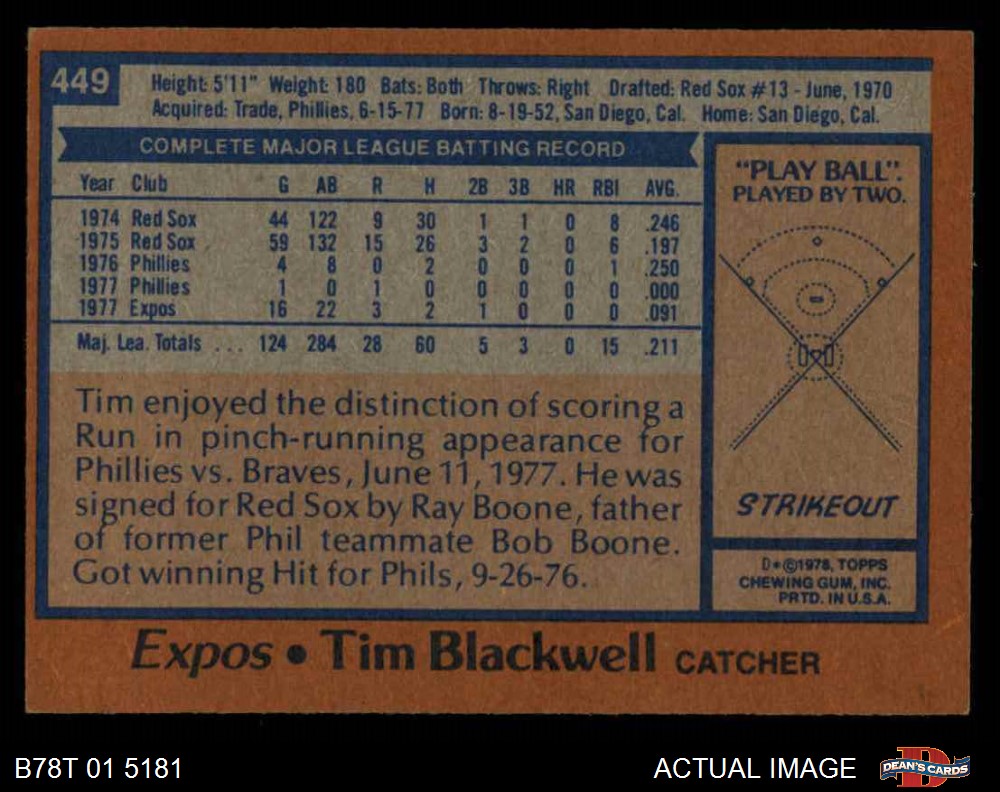 449
Height: 5'11" Weight: 180 Bats: Both Throws: Right Drafted: Red Sox #13 - June, 1970
Acquired: Trade, Phillies, 6-15-77 Born: 8-19-52, San Diego, Cal. Home: San Diego, Cal.
COMPLETE MAJOR LEAGUE BATTING RECORD
Year Club G AB R H 2B 3B HR RBI AVG.
1974 Red Sox 44 122 9 30 1 1 0 8 .246
1975 Red Sox 59 132 15 26 3 2 0 6 .197
1976 Phillies 4 8 0 2 0 0 0 1 .250
1977 Phillies 1 0 1 0 0 0 0 0 .000
1977 Expos 16 22 3 2 1 0 0 0 .091
Maj. Lea. Totals ... 124 284 28 60 5 3 0 15 .211
Tim enjoyed the distinction of scoring a
Run in pinch-running appearance for
Phillies vs. Braves, June 11, 1977. He was
signed for Red Sox by Ray Boone, father
of former Phil teammate Bob Boone.
Got winning Hit for Phils, 9-26-76.
"PLAY BALL".
PLAYED BY TWO.
STRIKEOUT
D*©1978, TOPPS
CHEWING GUM, INC.
PRTD. IN U.S.A.
Expos • Tim Blackwell CATCHER
B78T 01 5181
ACTUAL IMAGE
D
DEAN'S CARDS